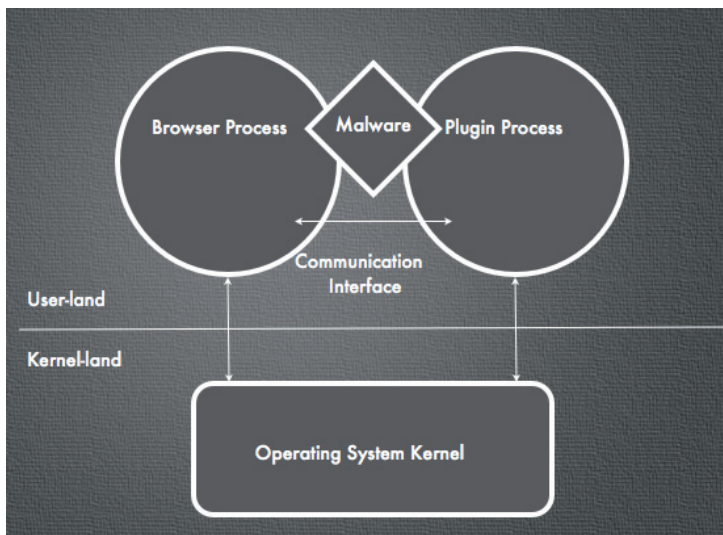 Browser Process
Malware
Plugin Process
Communication
Interface
User-land
Kernel-land
Operating System Kernel